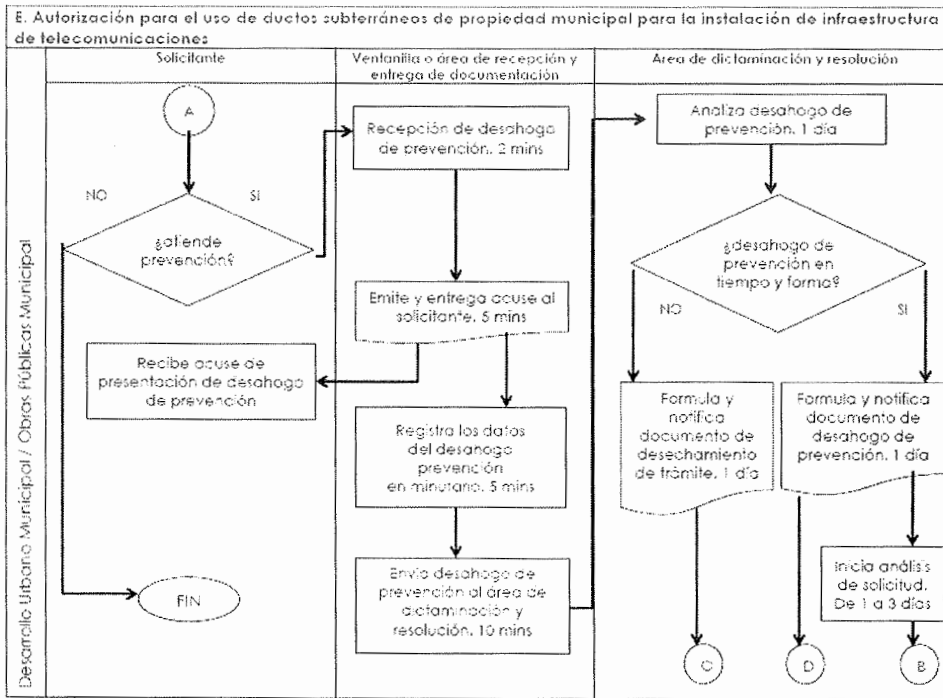 E. Autorización para el uso de ductos subterráneos de propiedad municipal para la instalación de infraestructura
de telecomunicaciones
Desarrollo Urbano Municipal / Obras Públicas Municipal
Solicitante
Ventanilla o área de recepción y
entrega de documentación
Área de dictaminación y resolución
A
NO
SI
¿atiende
prevención?
Recibe acuse de
presentación de desahogo
de prevención
FIN
Recepción de desahogo
de prevención. 2 mins
Emite y entrega acuse al
solicitante. 5 mins
Registra los datos
del desahogo
prevención
en minutario. 5 mins
Envío desahogo de
prevención al área de
dictaminación y
resolución. 10 mins
Analiza desahogo de
prevención. 1 día
¿desahogo de
prevención en
tiempo y forma?
NO
SI
Formula y
notifica
documento de
desechamiento
de trámite. 1 día
Formula y notifica
documento de
desahogo de
prevención. 1 día
Inicia análisis
de solicitud.
De 1 a 3 días
C
D
B